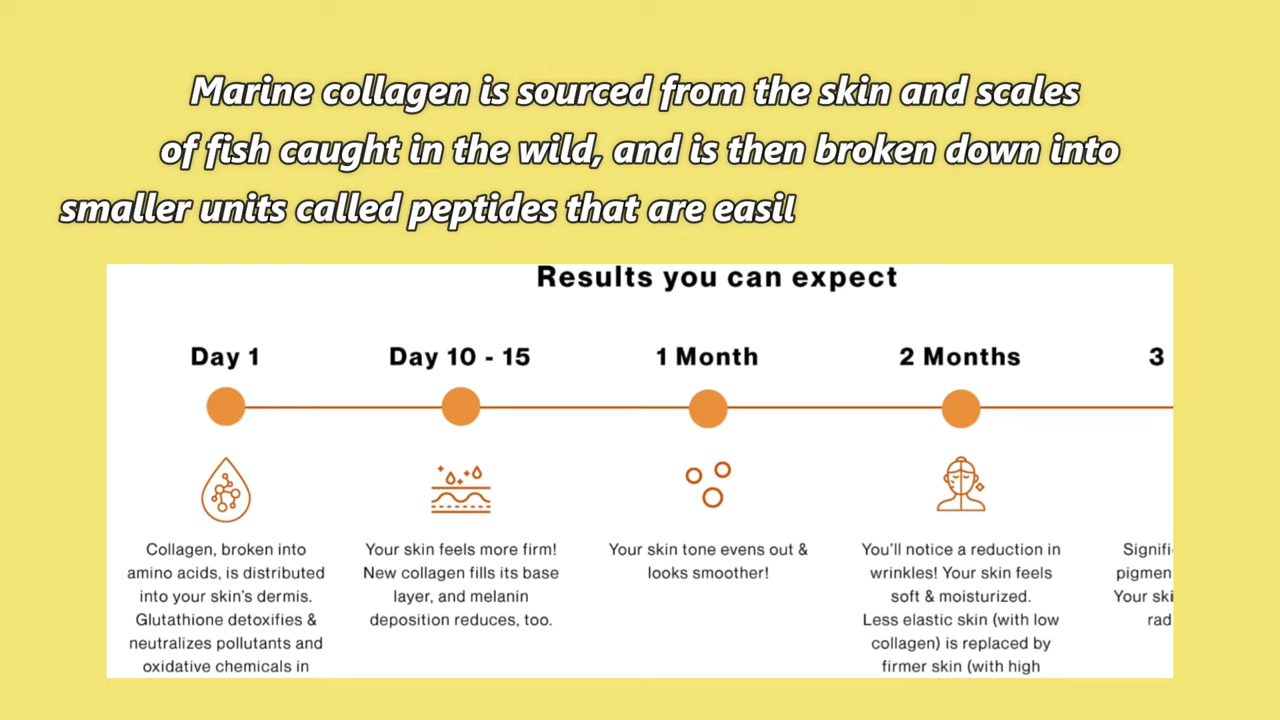 Marine collagen is sourced from the skin and scales
of fish caught in the wild, and is then broken down into
smaller units called peptides that are easil
Results you can expect
Day 1
Day 10 - 15
1 Month
2 Months
3
Collagen, broken into
amino acids, is distributed
into your skin's dermis.
Glutathione detoxifies &
neutralizes pollutants and
oxidative chemicals in
Your skin feels more firm!
New collagen fills its base
layer, and melanin
deposition reduces, too.
Your skin tone evens out &
looks smoother!
You'll notice a reduction in
wrinkles! Your skin feels
soft & moisturized.
Less elastic skin (with low
collagen) is replaced by
firmer skin (with high
Signifi
pigmen
Your ski
rad